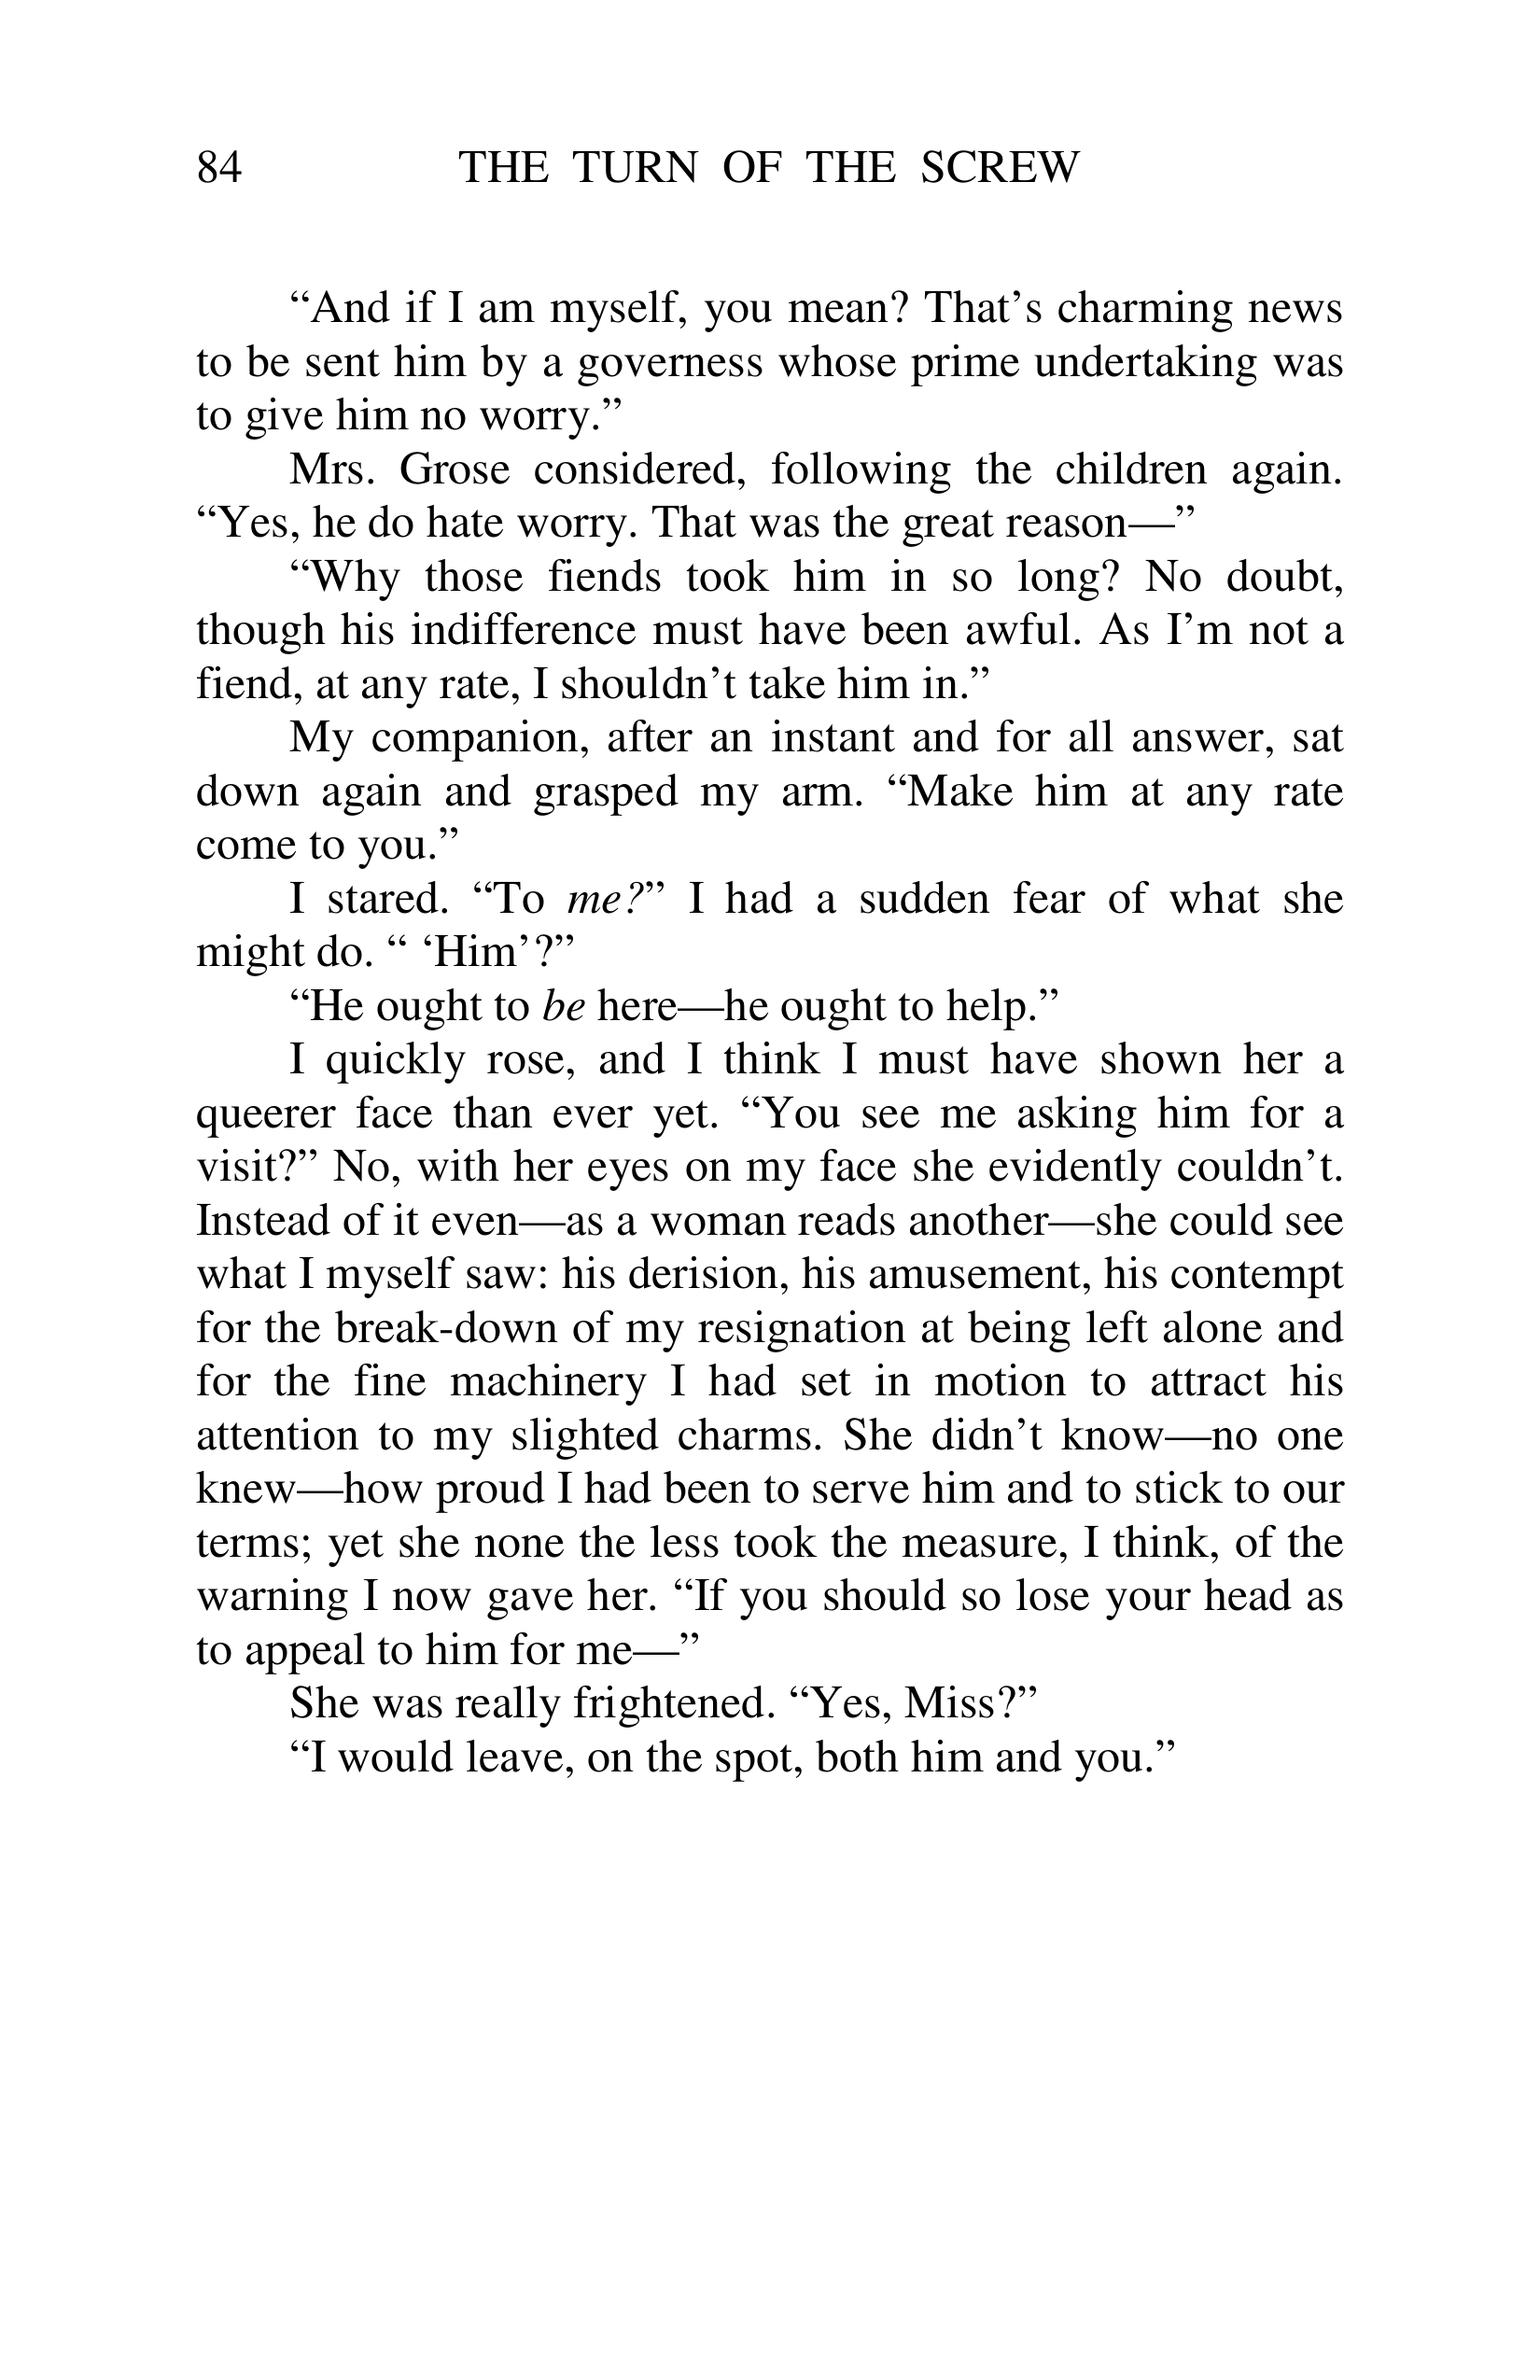 84 THE TURN OF THE SCREW
“And if I am myself, you mean? That’s charming news
to be sent him by a governess whose prime undertaking was
to give him no worry.”
Mrs. Grose considered, following the children again.
“Yes, he do hate worry. That was the great reason—”
“Why those fiends took him in so long? No doubt,
though his indifference must have been awful. As I’m not a
fiend, at any rate, I shouldn’t take him in.”
My companion, after an instant and for all answer, sat
down again and grasped my arm. “Make him at any rate
come to you.”
I stared. “To me?” I had a sudden fear of what she
might do. “ ‘Him’?”
“He ought to be here—he ought to help.”
I quickly rose, and I think I must have shown her a
queerer face than ever yet. “You see me asking him for a
visit?” No, with her eyes on my face she evidently couldn’t.
Instead of it even—as a woman reads another—she could see
what I myself saw: his derision, his amusement, his contempt
for the break-down of my resignation at being left alone and
for the fine machinery I had set in motion to attract his
attention to my slighted charms. She didn’t know—no one
knew—how proud I had been to serve him and to stick to our
terms; yet she none the less took the measure, I think, of the
warning I now gave her. “If you should so lose your head as
to appeal to him for me—”
She was really frightened. “Yes, Miss?”
“I would leave, on the spot, both him and you.”